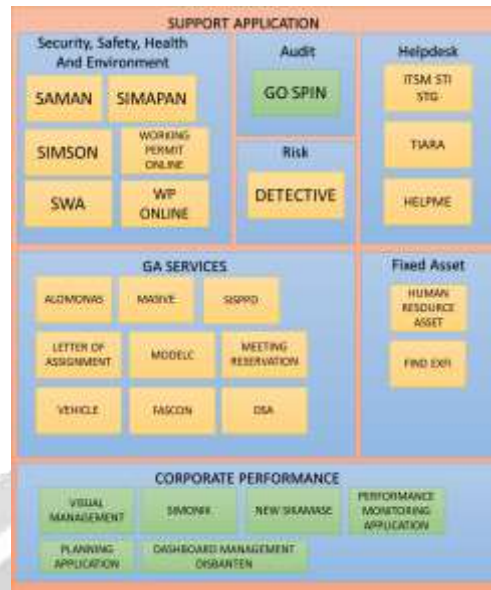 SUPPORT APPLICATION
Security, Safety, Health
And Environment
SAMAN
SIMAPAN
SIMSON
WORKING
PERMIT
ONLINE
SWA
WP
ONLINE
Audit
GO SPIN
Risk
DETECTIVE
Helpdesk
ITSM STI
STG
TIARA
HELPME
GA SERVICES
ALOMONAS
MASIVE
SISPPD
LETTER OF
ASSIGNMENT
MODELC
MEETING
RESERVATION
VEHICLE
FASCON
Fixed Asset
HUMAN
RESOURCE
ASSET
FIND
CORPORATE PERFORMANCE
VISUAL
MANAGEMENT
SIMONIK
NEW SIKAMASE
PERFORMANCE
MONITORING
APPLICATION
PLANNING
APPLICATION
DASHBOARD MANAGEMENT
DISBANTEN